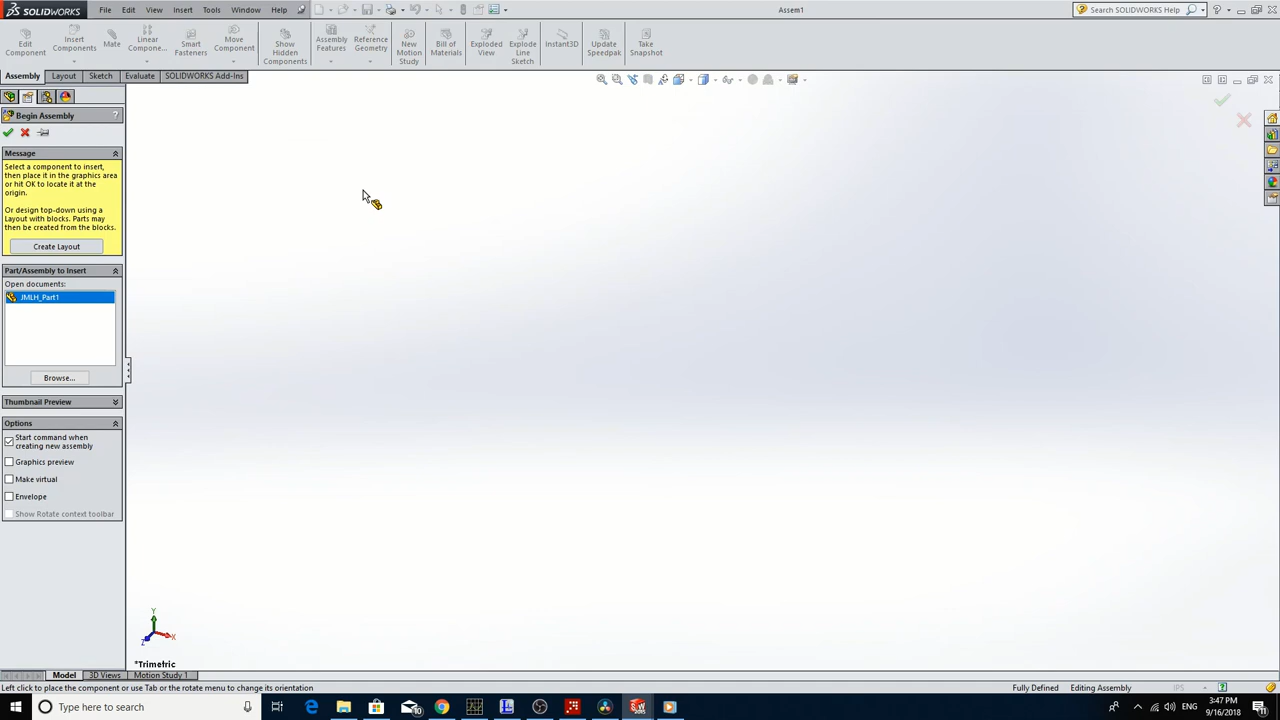 SOLIDWORKS File Edit View Insert Tools Window Help Assem1 Search SOLIDWORKS Help
Edit Component Insert Components Mate Linear Compone... Smart Fasteners Move Component Show Hidden Components Assembly Features Reference Geometry New Motion Study Bill of Materials Exploded View Explode Line Sketch Instant3D Update Speedpak Take Snapshot
Assembly Layout Sketch Evaluate SOLIDWORKS Add-Ins
Begin Assembly ?
Message
Select a component to insert,
then place it in the graphics area
or hit OK to locate it at the
origin.
Or design top-down using a
Layout with blocks. Parts may
then be created from the blocks.
Create Layout
Part/Assembly to Insert
Open documents:
JMLH_Part1
Browse...
Thumbnail Preview
Options
Start command when
creating new assembly
Graphics preview
Make virtual
Envelope
Show Rotate context toolbar
Y
X
Z
*Trimetric
Model 3D Views Motion Study 1
Left click to place the component or use Tab or the rotate menu to change its orientation Fully Defined Editing Assembly IPS
Type here to search ENG 3:47 PM
9/16/2018